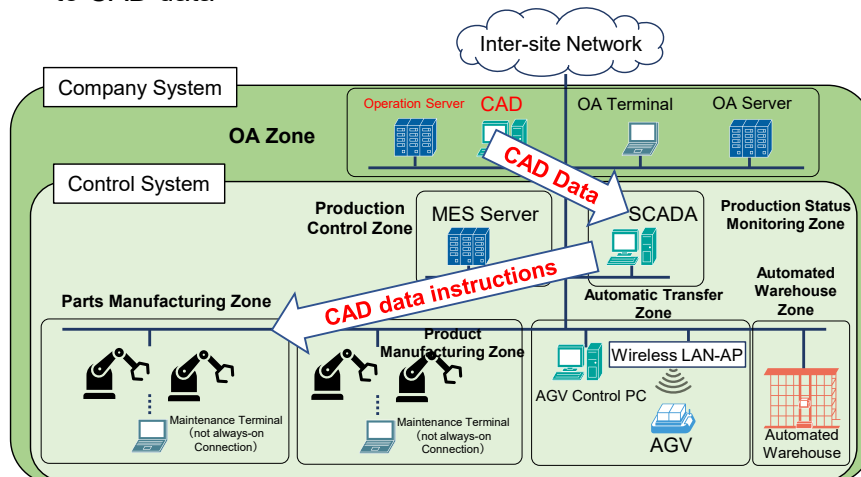 Inter-site Network
Company System
Operation Server
CAD
OA Terminal
OA Server
OA Zone
CAD Data
Control System
Production
Control Zone
MES Server
SCADA
Production Status
Monitoring Zone
CAD data instructions
Parts Manufacturing Zone
Automatic Transfer
Zone
Automated
Warehouse
Zone
Product
Manufacturing Zone
Wireless LAN-AP
AGV Control PC
Maintenance Terminal
（not always-on
Connection）
Maintenance Terminal
（not always-on
Connection）
AGV
Automated
Warehouse